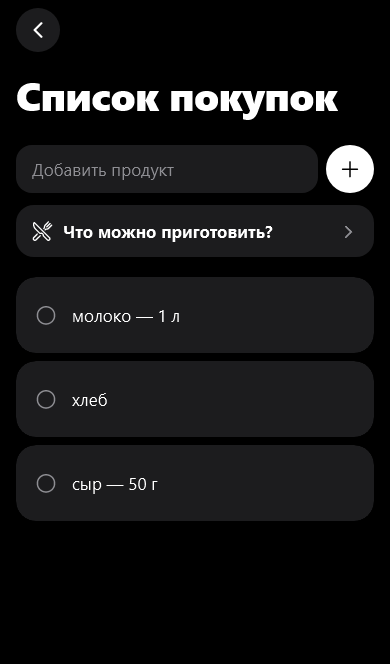 Список покупок
Добавить продукт
Что можно приготовить?
молоко — 1 л
хлеб
сыр — 50 г